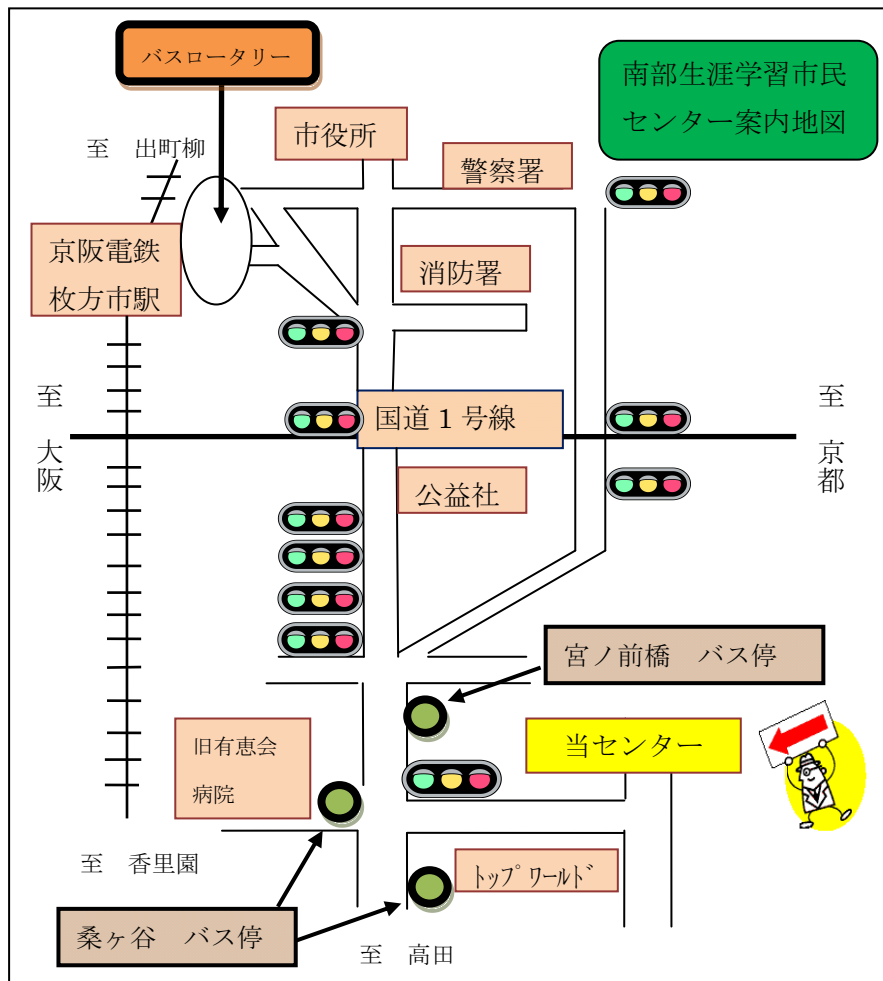 バスロータリー
南部生涯学習市民
センター案内地図
市役所
至　出町柳
警察署
京阪電鉄
枚方市駅
消防署
至　大阪
国道1号線
至　京都
公益社
宮ノ前橋　バス停
旧有恵会
病院
当センター
至　香里園
ﾄｯﾌﾟﾜｰﾙﾄﾞ
桑ヶ谷　バス停
至　高田